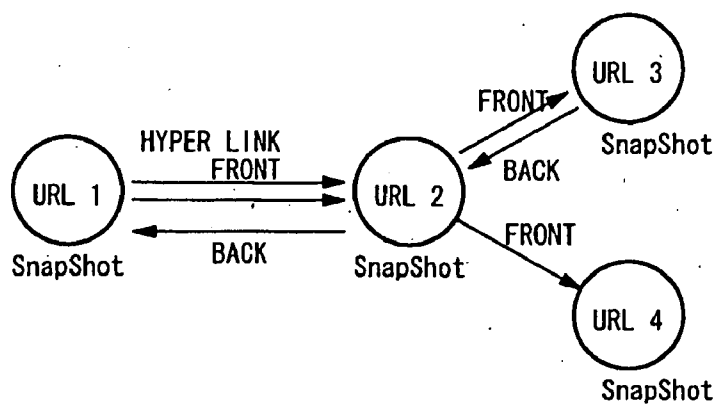 URL 3
FRONT
SnapShot
HYPER LINK
FRONT
BACK
URL 1
URL 2
FRONT
BACK
SnapShot
SnapShot
URL 4
SnapShot